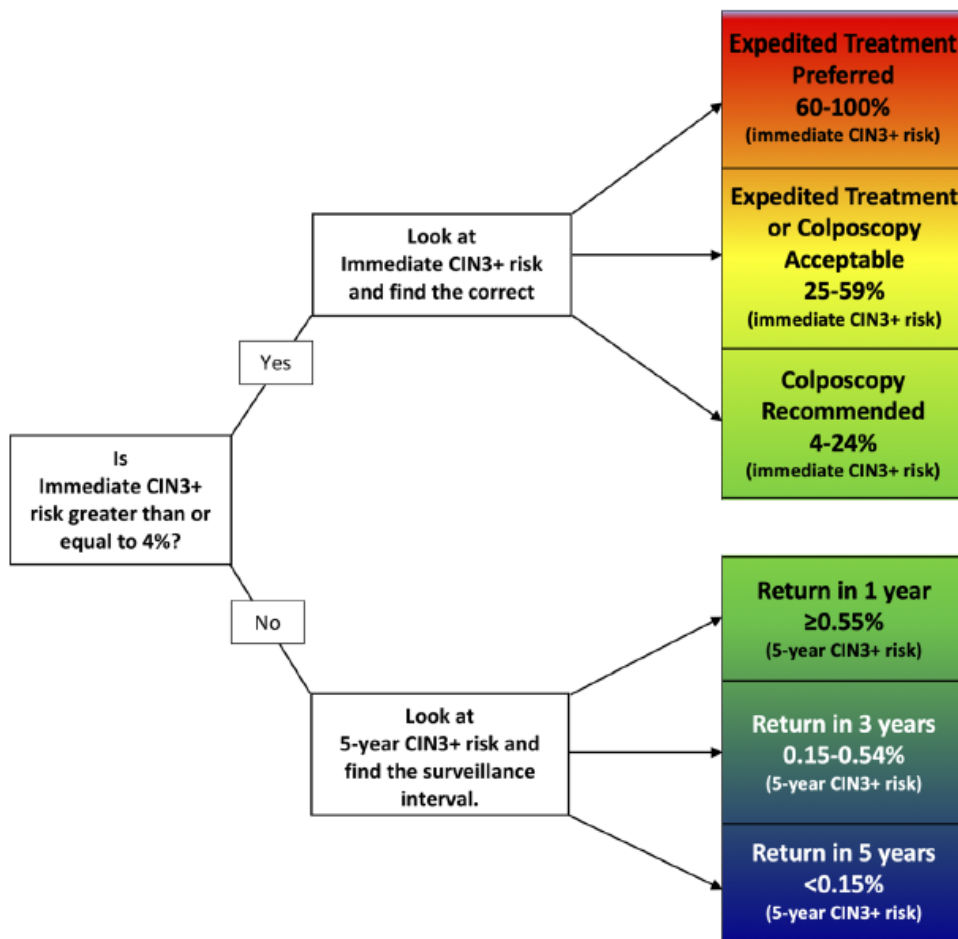 Is
Immediate CIN3+
risk greater than or
equal to 4%?
Yes
Look at
Immediate CIN3+ risk
and find the correct
Expedited Treatment
Preferred
60-100%
(immediate CIN3+ risk)
Expedited Treatment
or Colposcopy
Acceptable
25-59%
(immediate CIN3+ risk)
Colposcopy
Recommended
4-24%
(immediate CIN3+ risk)
No
Look at
5-year CIN3+ risk and
find the surveillance
interval.
Return in 1 year
≥0.55%
(5-year CIN3+ risk)
Return in 3 years
0.15-0.54%
(5-year CIN3+ risk)
Return in 5 years
<0.15%
(5-year CIN3+ risk)